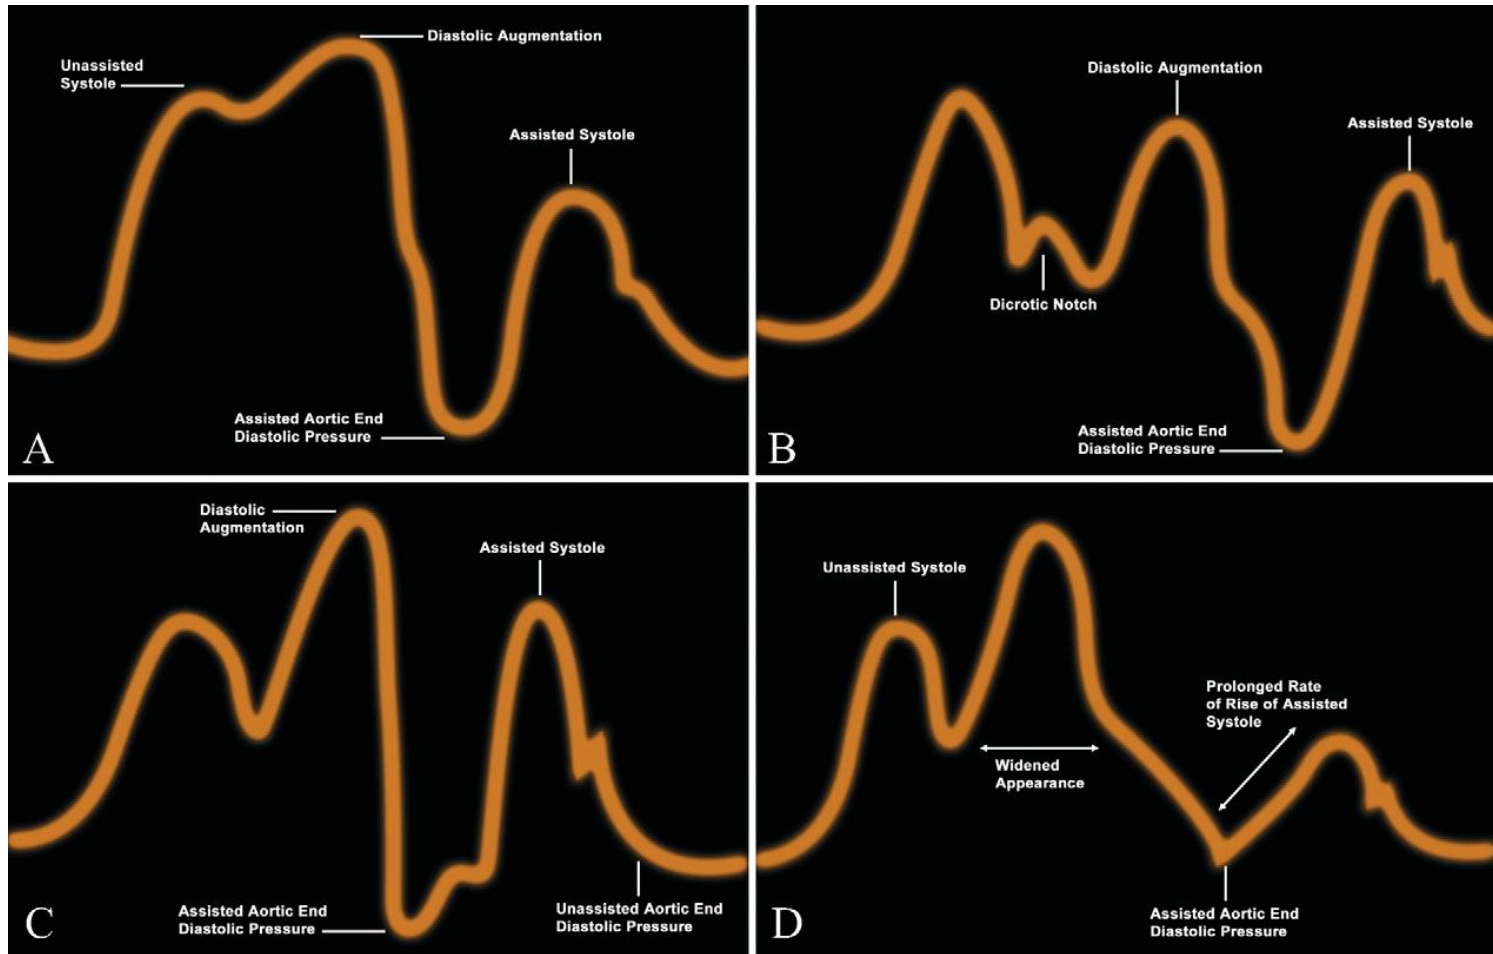 Diastolic Augmentation
Unassisted
Systole
Assisted Systole
Assisted Aortic End
Diastolic Pressure
A
Diastolic Augmentation
Assisted Systole
Dicrotic Notch
Assisted Aortic End
Diastolic Pressure
B
Diastolic
Augmentation
Assisted Systole
Assisted Aortic End
Diastolic Pressure
Unassisted Aortic End
Diastolic Pressure
C
Unassisted Systole
Prolonged Rate
of Rise of Assisted
Systole
Widened
Appearance
Assisted Aortic End
Diastolic Pressure
D